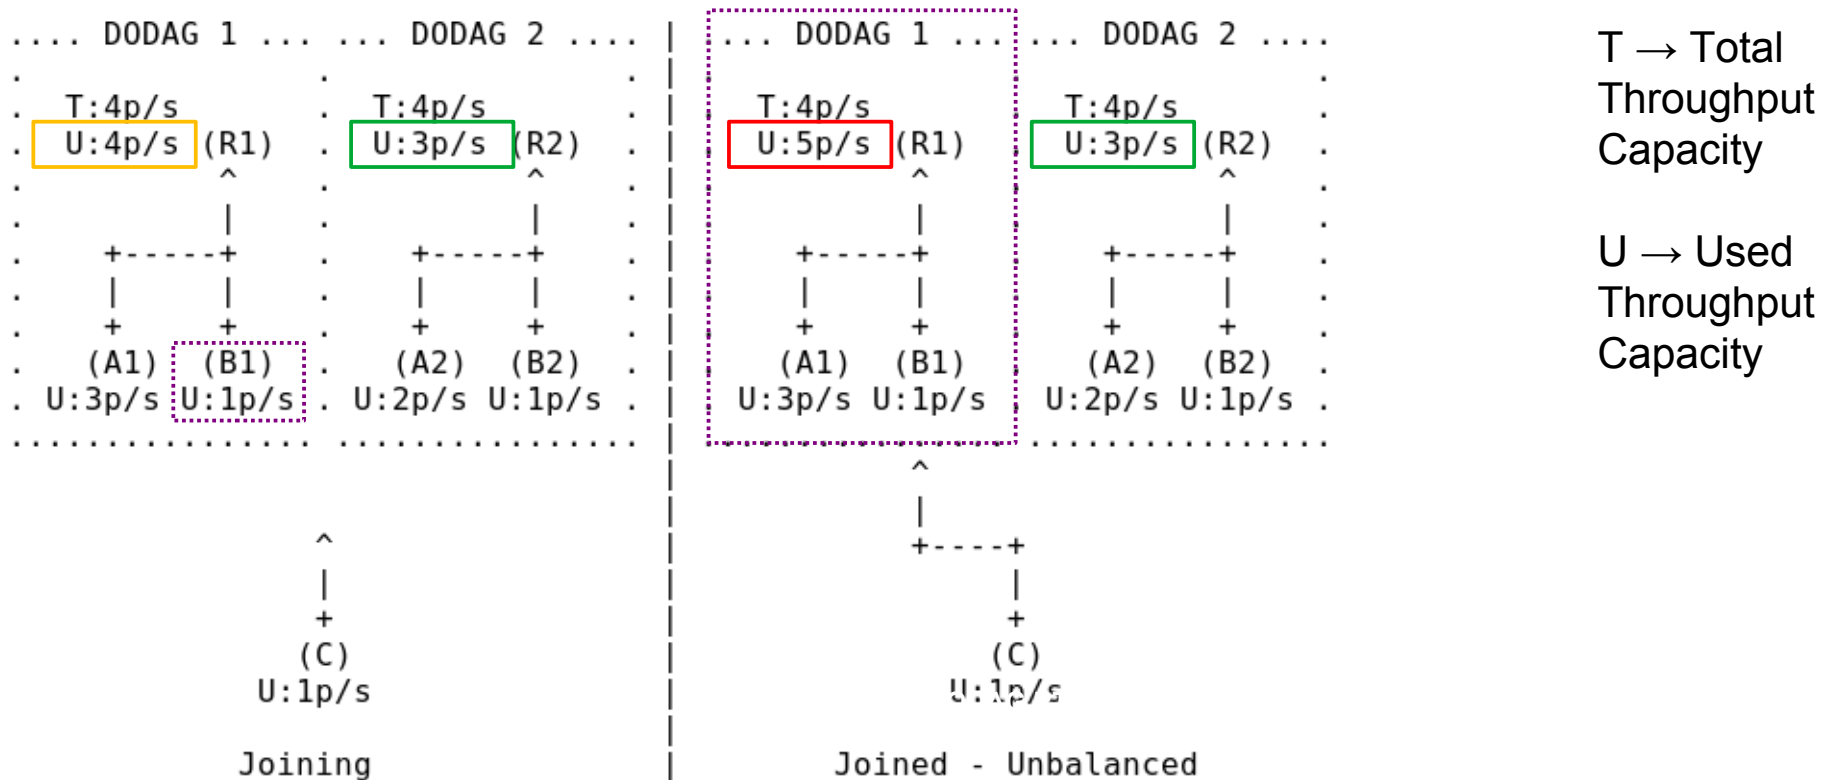 .... DODAG 1 ... ... DODAG 2 .... | .... DODAG 1 ... ... DODAG 2 ....
T:4p/s T:4p/s T:4p/s T:4p/s
U:4p/s (R1) U:3p/s (R2) U:5p/s (R1) U:3p/s (R2)
(A1) (B1) (A2) (B2) (A1) (B1) (A2) (B2)
U:3p/s U:1p/s U:2p/s U:1p/s U:3p/s U:1p/s U:2p/s U:1p/s
(C) (C)
U:1p/s U:1p/s
Joining Joined - Unbalanced
T → Total
Throughput
Capacity
U → Used
Throughput
Capacity